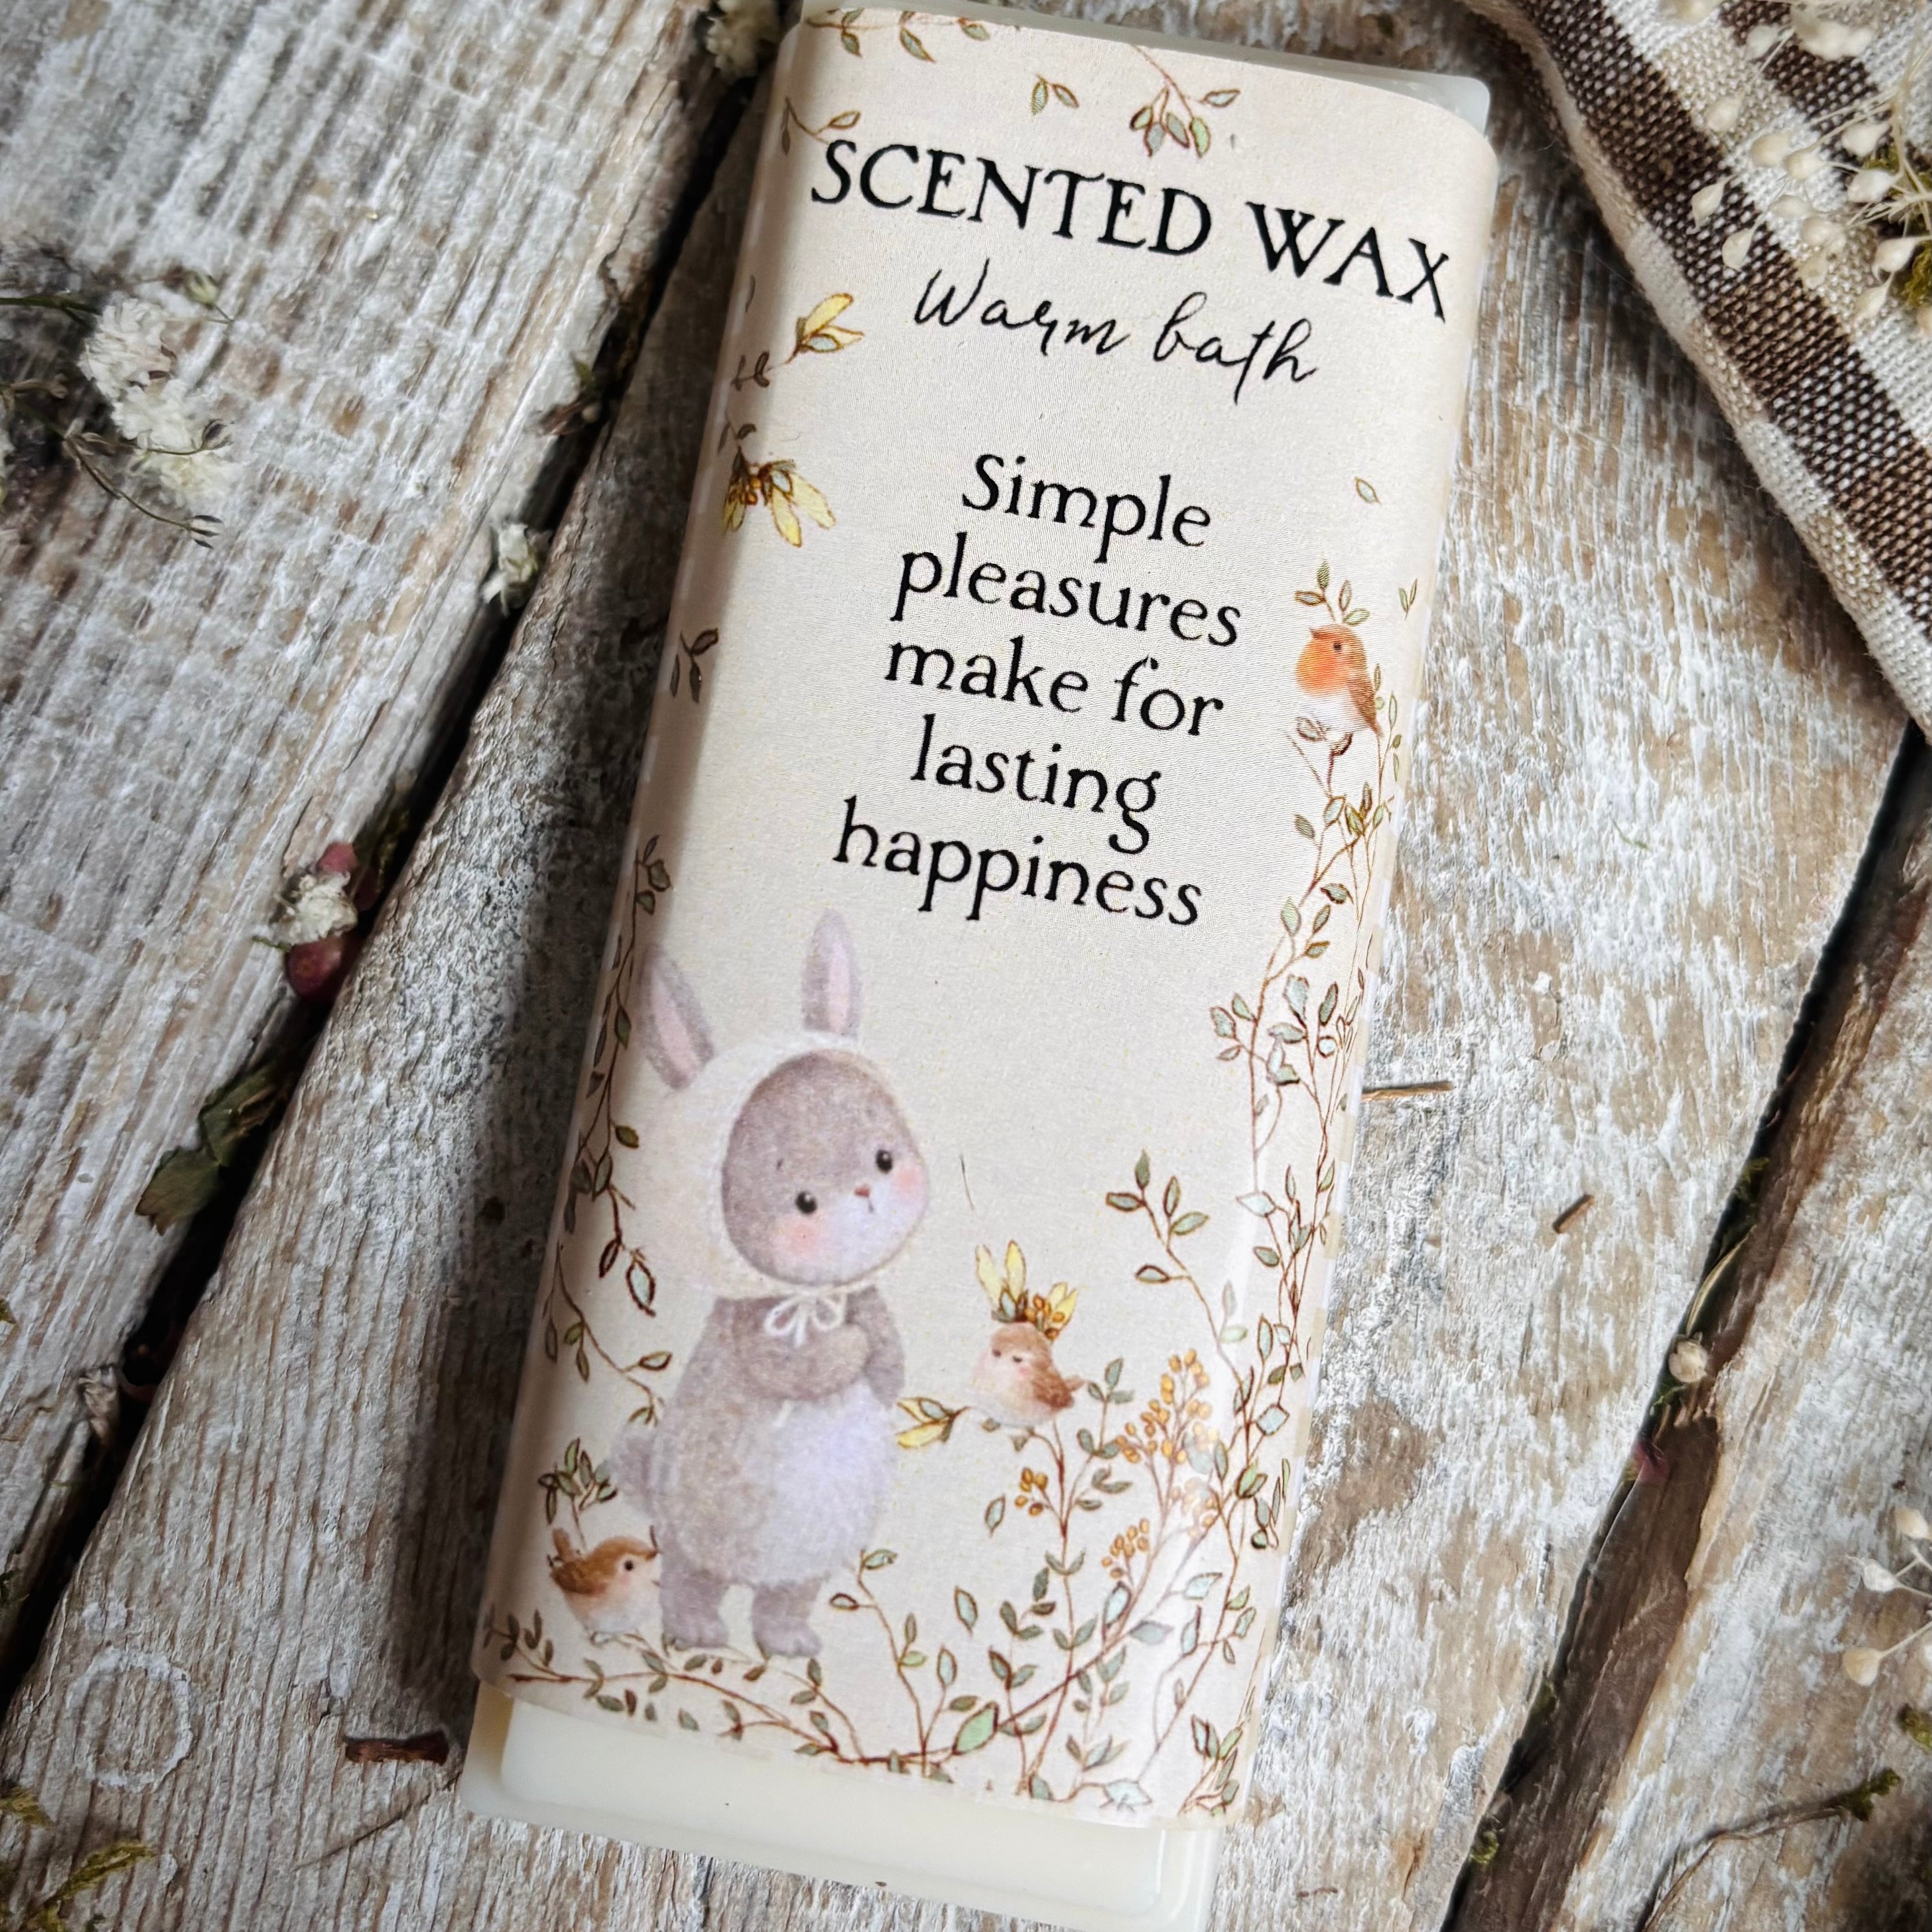 SCENTED WAX
Warm bath
Simple
pleasures
make for
lasting
happiness